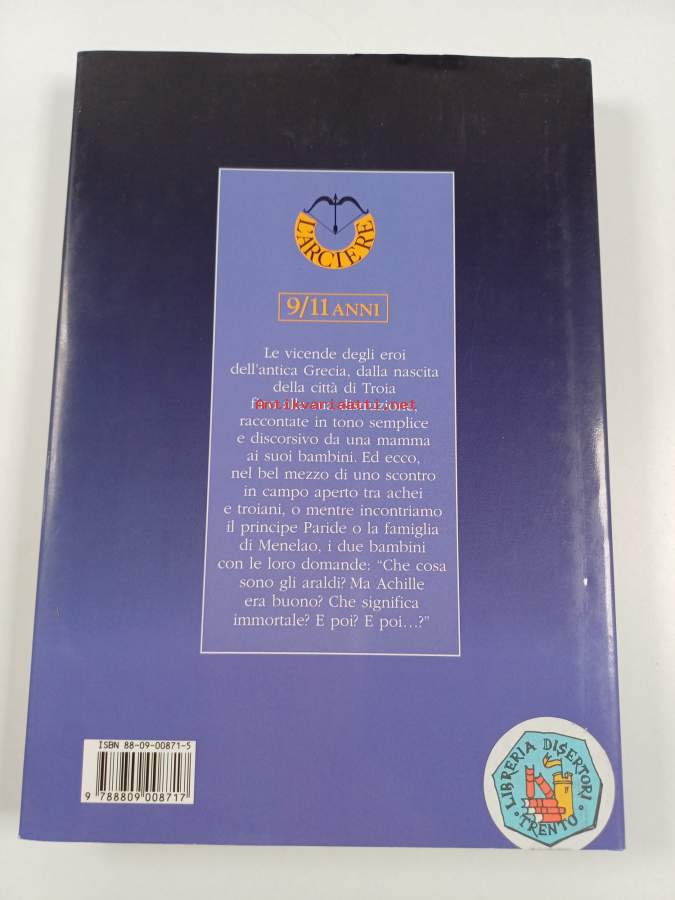 L'ARCIERE
9/11 ANNI
Le vicende degli eroi
dell'antica Grecia, dalla nascita
della città di Troia
antikvariaatti.net
raccontate in tono semplice
e discorsivo da una mamma
ai suoi bambini. Ed ecco,
nel bel mezzo di uno scontro
in campo aperto tra achei
e troiani, o mentre incontriamo
il principe Paride o la famiglia
di Menelao, i due bambini
con le loro domande: “Che cosa
sono gli araldi? Ma Achille
era buono? Che significa
immortale? E poi? E poi...?”
ISBN 88-09-00871-5
9 788809 008717
LIBRERIA DISERTORI
· TRENTO ·